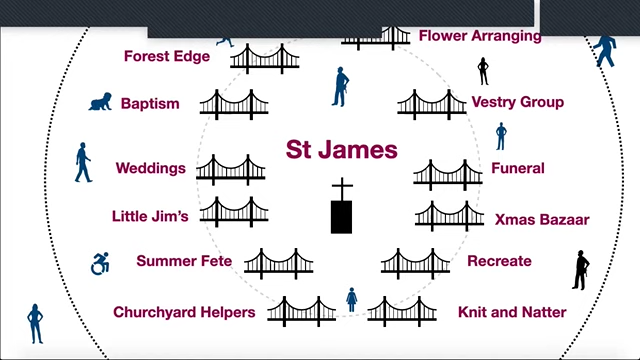 Flower Arranging
Forest Edge
Baptism
Vestry Group
St James
Weddings
Funeral
Little Jim's
Xmas Bazaar
Summer Fete
Recreate
Churchyard Helpers
Knit and Natter